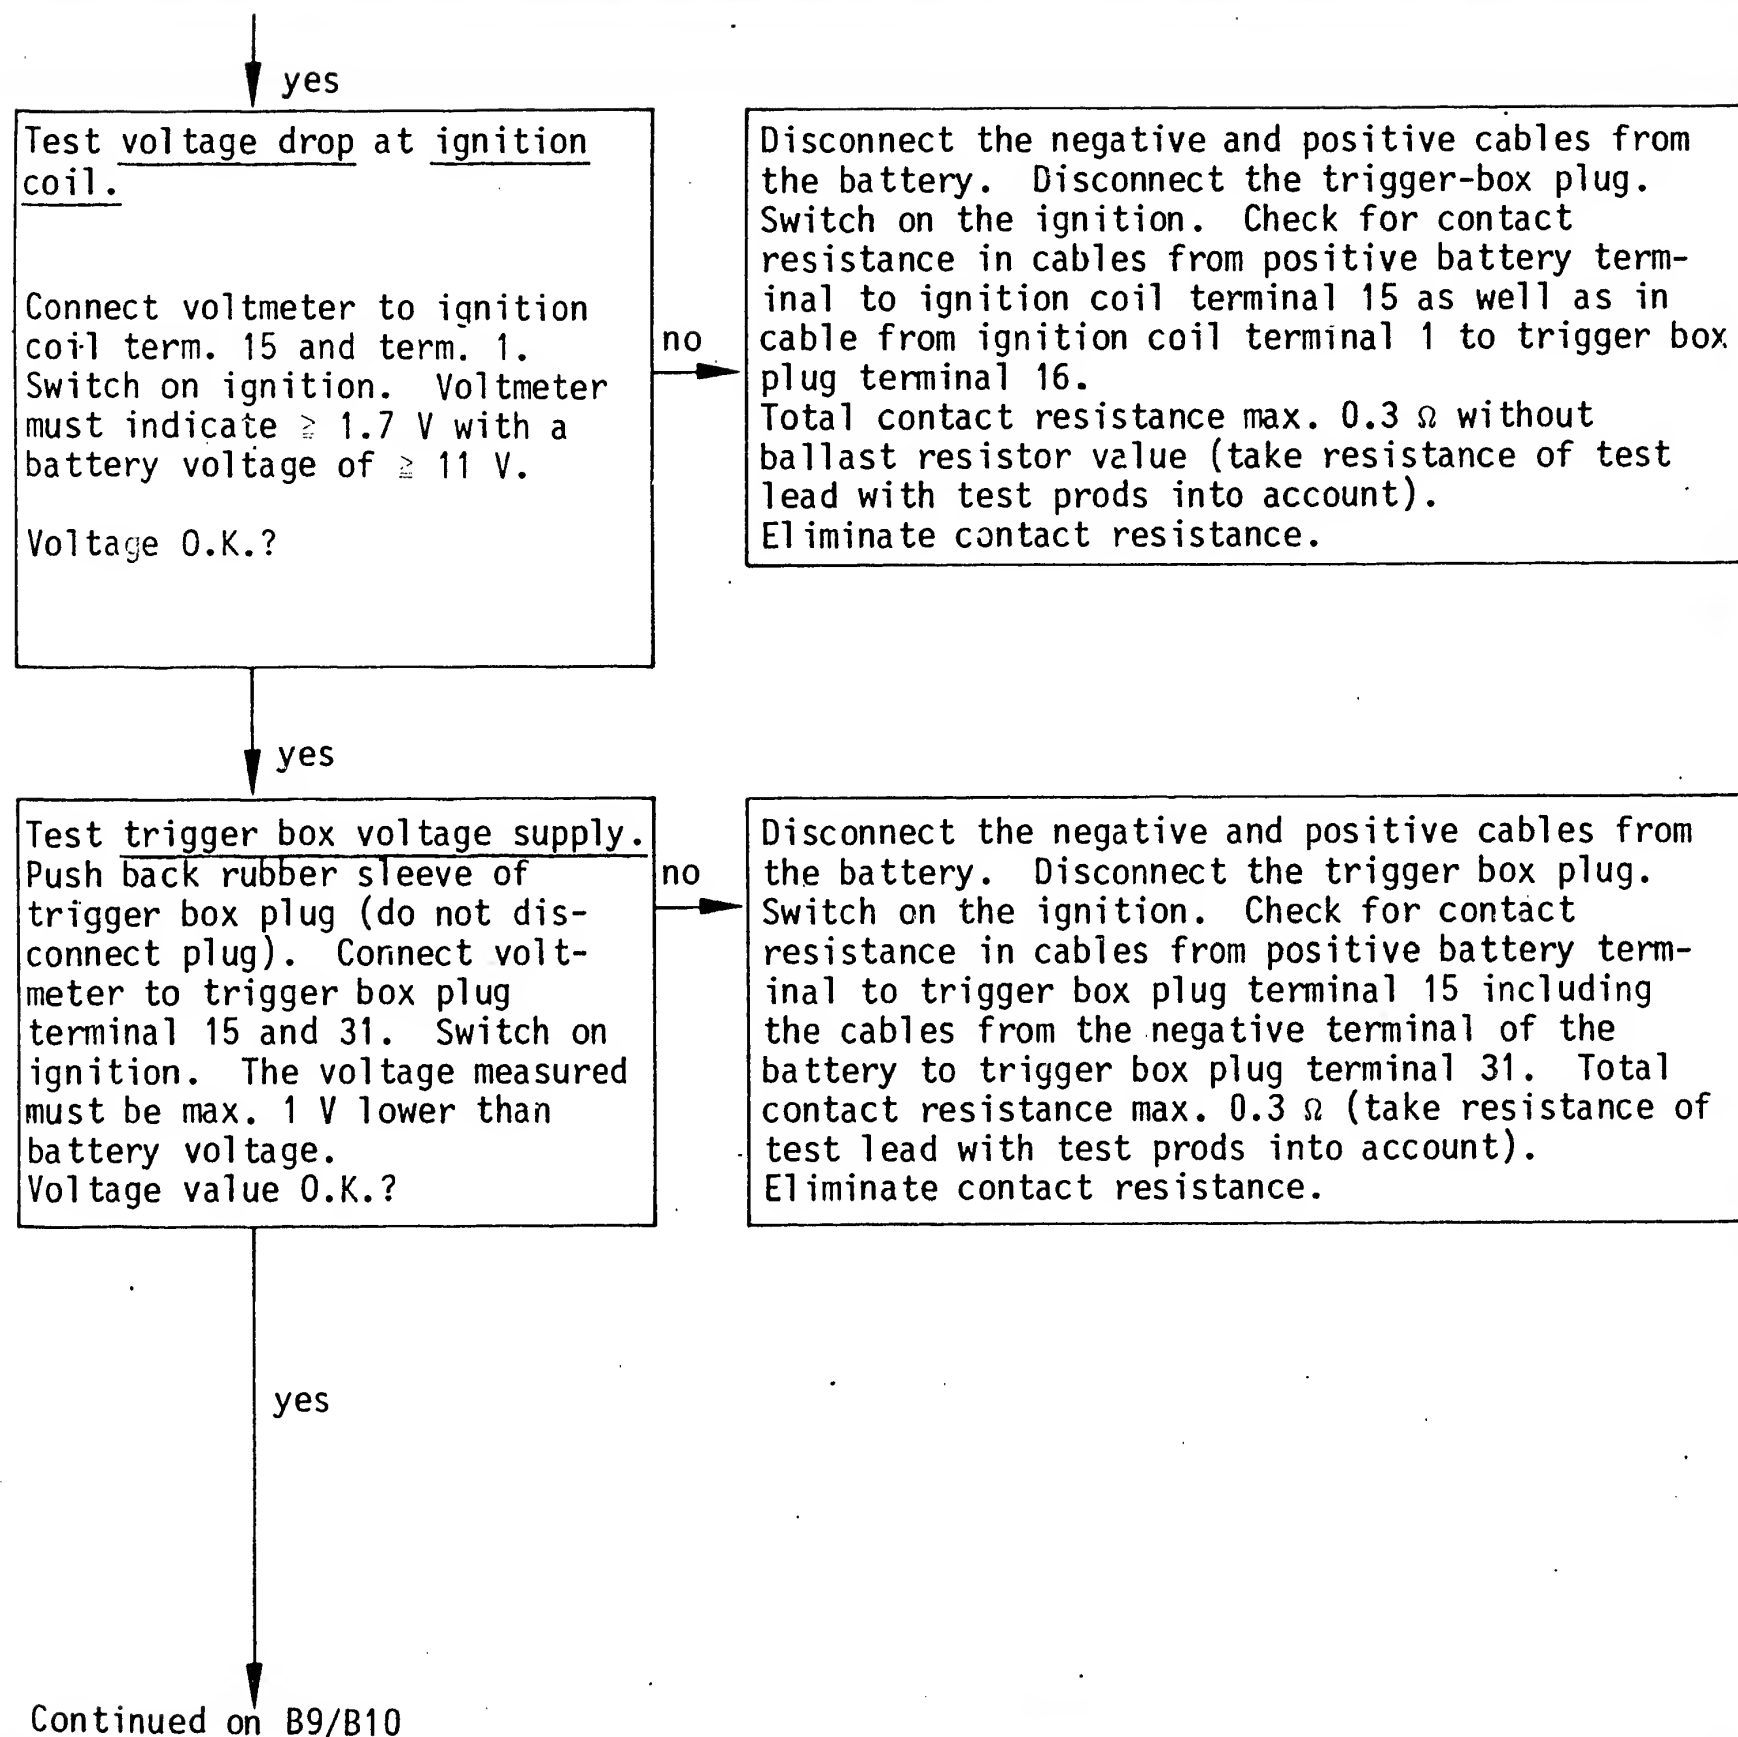 yes
Test voltage drop at ignition
coil.
Connect voltmeter to ignition
coil term. 15 and term. 1.
Switch on ignition. Voltmeter
must indicate ≧ 1.7 V with a
battery voltage of ≧ 11 V.
Voltage O.K.?
no
Disconnect the negative and positive cables from
the battery. Disconnect the trigger-box plug.
Switch on the ignition. Check for contact
resistance in cables from positive battery term-
inal to ignition coil terminal 15 as well as in
cable from ignition coil terminal 1 to trigger box
plug terminal 16.
Total contact resistance max. 0.3 Ω without
ballast resistor value (take resistance of test
lead with test prods into account).
Eliminate contact resistance.
yes
Test trigger box voltage supply.
Push back rubber sleeve of
trigger box plug (do not dis-
connect plug). Connect volt-
meter to trigger box plug
terminal 15 and 31. Switch on
ignition. The voltage measured
must be max. 1 V lower than
battery voltage.
Voltage value O.K.?
no
Disconnect the negative and positive cables from
the battery. Disconnect the trigger box plug.
Switch on the ignition. Check for contact
resistance in cables from positive battery term-
inal to trigger box plug terminal 15 including
the cables from the negative terminal of the
battery to trigger box plug terminal 31. Total
contact resistance max. 0.3 Ω (take resistance of
test lead with test prods into account).
Eliminate contact resistance.
yes
Continued on B9/B10